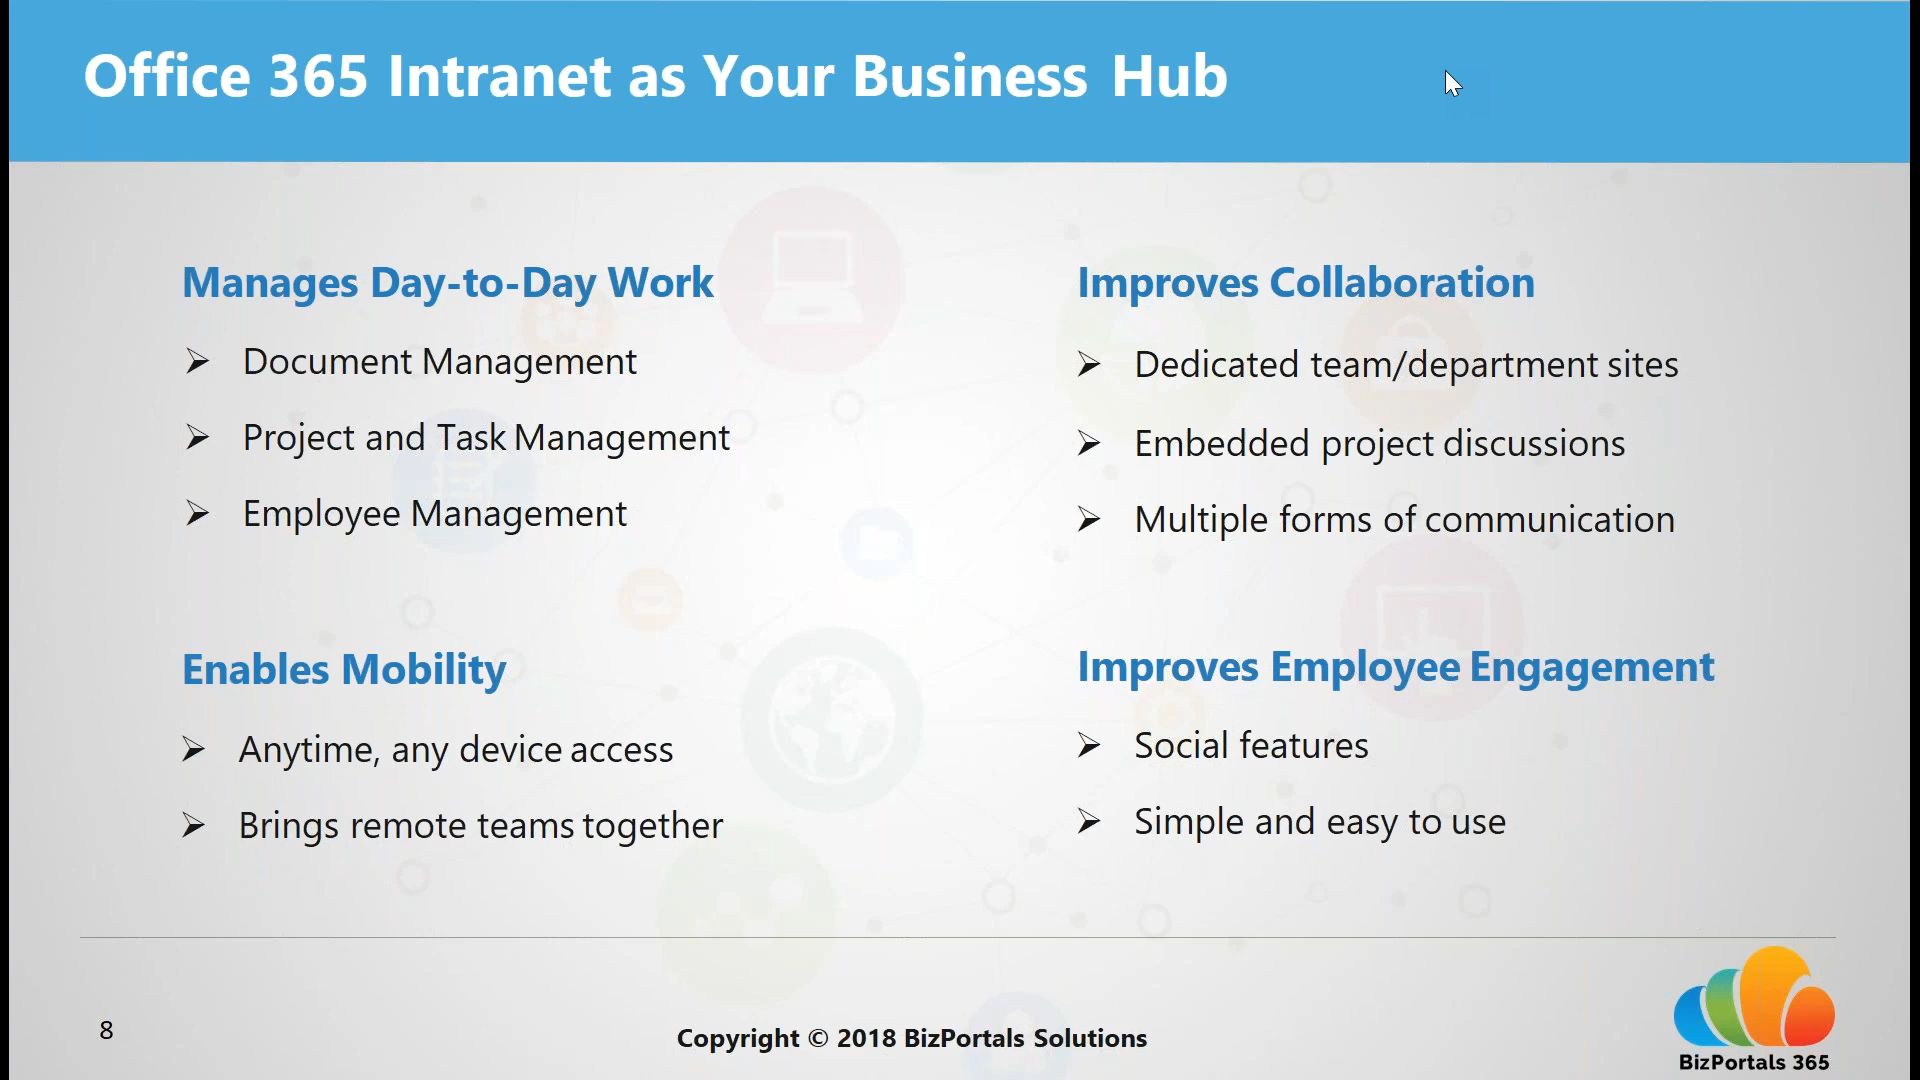 Office 365 Intranet as Your Business Hub
Manages Day-to-Day Work
Document Management
Project and Task Management
Employee Management
Improves Collaboration
Dedicated team/department sites
Embedded project discussions
Multiple forms of communication
Enables Mobility
Anytime, any device access
Brings remote teams together
Improves Employee Engagement
Social features
Simple and easy to use
8
Copyright © 2018 BizPortals Solutions
BizPortals 365